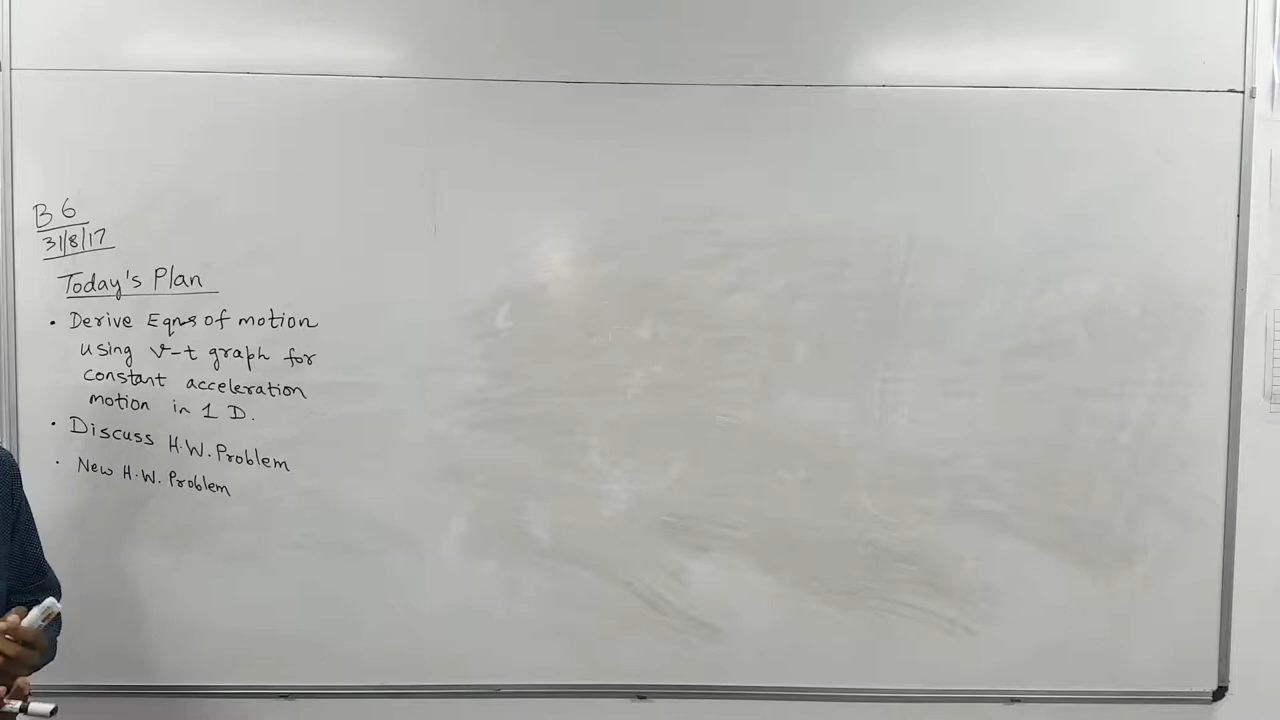 B 6
31/8/17
Today's Plan
• Derive Eqns of motion
using v-t graph for
constant acceleration
motion in 1 D.
• Discuss H.W. Problem
• New H.W. Problem